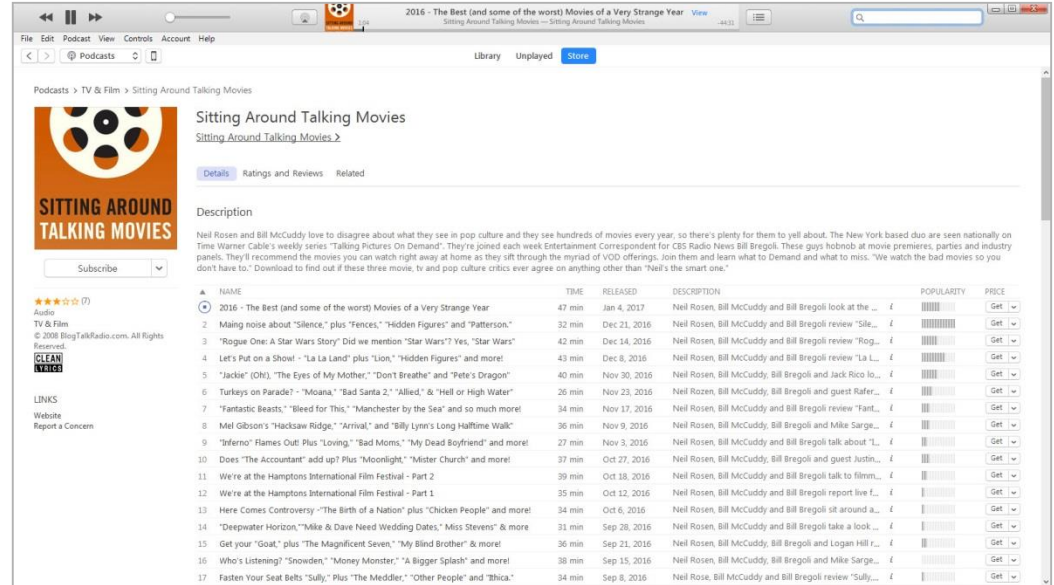 2016 - The Best (and some of the worst) Movies of a Very Strange Year View
2:04 Sitting Around Talking Movies — Sitting Around Talking Movies -44:31
File Edit Podcast View Controls Account Help
Podcasts
Library Unplayed Store
Podcasts > TV & Film > Sitting Around Talking Movies
SITTING AROUND
TALKING MOVIES
Subscribe
★★★☆☆ (7)
Audio
TV & Film
© 2008 BlogTalkRadio.com. All Rights
Reserved.
CLEAN
LYRICS
LINKS
Website
Report a Concern
Sitting Around Talking Movies
Sitting Around Talking Movies >
Details Ratings and Reviews Related
Description
Neil Rosen and Bill McCuddy love to disagree about what they see in pop culture and they see hundreds of movies every year, so there's plenty for them to yell about. The New York based duo are seen nationally on
Time Warner Cable's weekly series "Talking Pictures On Demand". They're joined each week Entertainment Correspondent for CBS Radio News Bill Bregoli. These guys hobnob at movie premieres, parties and industry
panels. They'll recommend the movies you can watch right away at home as they sift through the myriad of VOD offerings. Join them and learn what to Demand and what to miss. "We watch the bad movies so you
don't have to." Download to find out if these three movie, tv and pop culture critics ever agree on anything other than "Neil's the smart one."
NAME TIME RELEASED DESCRIPTION POPULARITY PRICE
2016 - The Best (and some of the worst) Movies of a Very Strange Year 47 min Jan 4, 2017 Neil Rosen, Bill McCuddy and Bill Bregoli look at the ... i Get
2 Maing noise about "Silence," plus "Fences," "Hidden Figures" and "Patterson." 32 min Dec 21, 2016 Neil Rosen, Bill McCuddy and Bill Bregoli review "Sile... i Get
3 "Rogue One: A Star Wars Story" Did we mention "Star Wars"? Yes, "Star Wars" 42 min Dec 14, 2016 Neil Rosen, Bill McCuddy and Bill Bregoli review "Rog... i Get
4 Let's Put on a Show! - "La La Land" plus "Lion," "Hidden Figures" and more! 43 min Dec 8, 2016 Neil Rosen, Bill McCuddy and Bill Bregoli review "La L... i Get
5 "Jackie" (Oh!), "The Eyes of My Mother," "Don't Breathe" and "Pete's Dragon" 40 min Nov 30, 2016 Neil Rosen, Bill McCuddy, Bill Bregoli and Jack Rico lo... i Get
6 Turkeys on Parade? - "Moana," "Bad Santa 2," "Allied," & "Hell or High Water" 26 min Nov 23, 2016 Neil Rozen, Bill McCuddy, Bill Bregoli and guest Rafer... i Get
7 "Fantastic Beasts," "Bleed for This," "Manchester by the Sea" and so much more! 34 min Nov 17, 2016 Neil Rosen, Bill McCuddy and Bill Bregoli review "Fant... i Get
8 Mel Gibson's "Hacksaw Ridge," "Arrival," and "Billy Lynn's Long Halftime Walk" 36 min Nov 9, 2016 Neil Rosen, Bill McCuddy, Bill Bregoli and Mike Sarge... i Get
9 "Inferno" Flames Out! Plus "Loving," "Bad Moms," "My Dead Boyfriend" and more! 27 min Nov 3, 2016 Neil Rosen, Bill McCuddy and Bill Bregoli talk about "I... i Get
10 Does "The Accountant" add up? Plus "Moonlight," "Mister Church" and more! 37 min Oct 27, 2016 Neil Rosen, Bill McCuddy, Bill Bregoli and guest Justin... i Get
11 We're at the Hamptons International Film Festival - Part 2 39 min Oct 18, 2016 Neil Rosen, Bill McCuddy and Bill Bregoli talk to filmm... i Get
12 We're at the Hamptons International Film Festival - Part 1 35 min Oct 12, 2016 Neil Rosen, Bill McCuddy and Bill Bregoli report live f... i Get
13 Here Comes Controversy -"The Birth of a Nation" plus "Chicken People" and more! 34 min Oct 6, 2016 Neil Rosen, Bill McCuddy and Bill Bregoli sit around a... i Get
14 "Deepwater Horizon,""Mike & Dave Need Wedding Dates," Miss Stevens" & more 31 min Sep 28, 2016 Neil Rosen, Bill McCuddy and Bill Bregoli take a look ... i Get
15 Get your "Goat," plus "The Magnificent Seven," "My Blind Brother" & more! 36 min Sep 21, 2016 Neil Rosen, Bill McCuddy, Bill Bregoli and Logan Hill r... i Get
16 Who's Listening? "Snowden," "Money Monster," "A Bigger Splash" and more! 38 min Sep 15, 2016 Neil Rosen, Bill McCuddy, Bill Bregoli and Mike Sarge... i Get
17 Fasten Your Seat Belts "Sully," Plus "The Meddler," "Other People" and "Ithica." 34 min Sep 8, 2016 Neil Rose, Bill McCuddy and Bill Bregoli review "Sully,... i Get